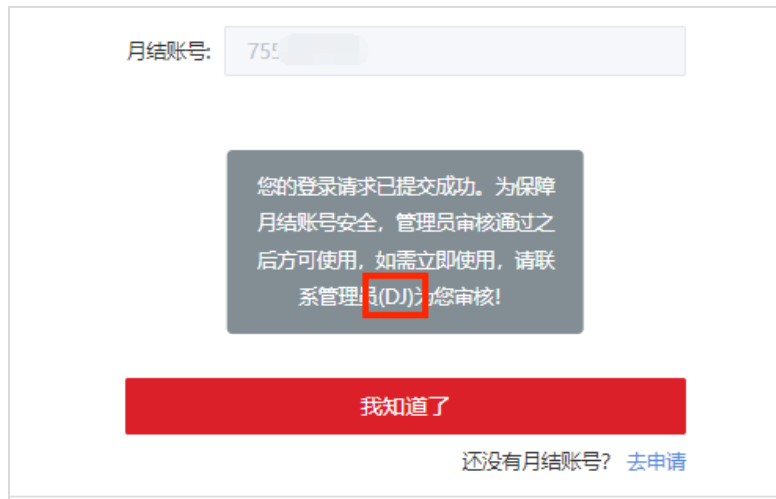 月结账号: 755
您的登录请求已提交成功。为保障
月结账号安全，管理员审核通过之
后方可使用，如需立即使用，请联
系管理员(DJ)为您审核!
我知道了
还没有月结账号? 去申请